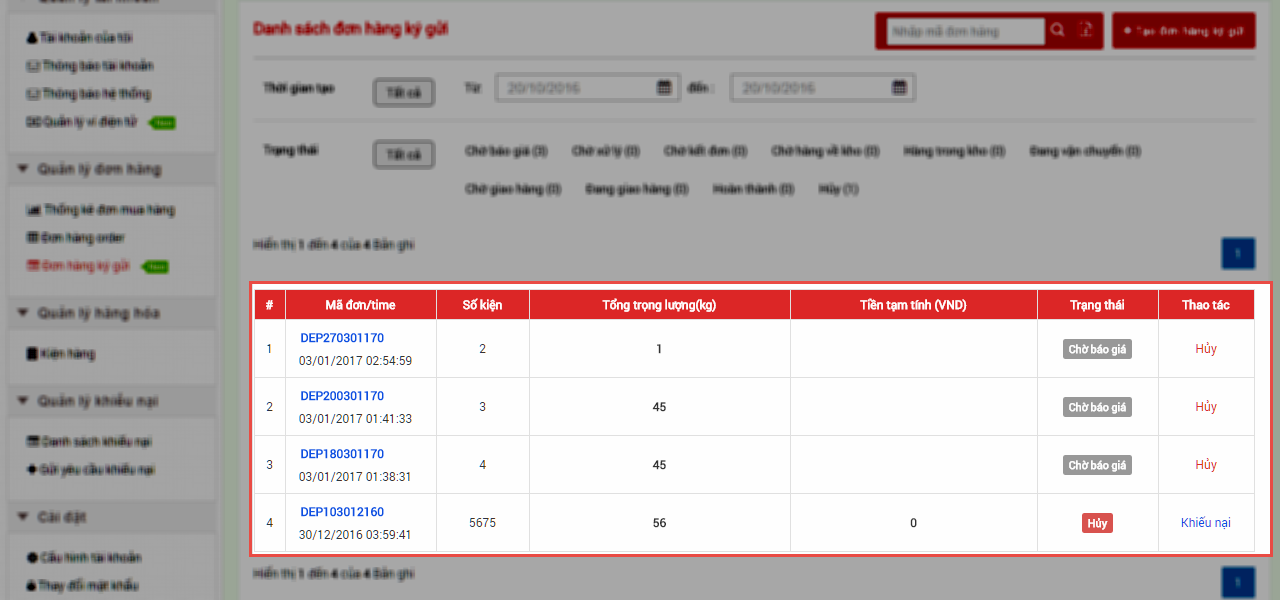 Tài khoản của tôi
Thông báo tài khoản
Thông báo hệ thống
Quản lý ví điện tử
Quản lý đơn hàng
Thống kê đơn mua hàng
Đơn hàng order
Đơn hàng ký gửi
Quản lý hàng hóa
Kiện hàng
Quản lý khiếu nại
Danh sách khiếu nại
Gửi yêu cầu khiếu nại
Cài đặt
Cấu hình tài khoản
Thay đổi mật khẩu
Danh sách đơn hàng ký gửi
Nhập mã đơn hàng
Tạo đơn hàng ký gửi
Thời gian tạo Tất cả Từ 20/10/2016 đến : 20/10/2016
Trạng thái Tất cả Chờ báo giá (3) Chờ xử lý (0) Chờ kết đơn (0) Chờ hàng về kho (0) Hàng trong kho (0) Đang vận chuyển (0)
Chờ giao hàng (0) Đang giao hàng (0) Hoàn thành (0) Hủy (1)
Hiển thị 1 đến 4 của 4 Bản ghi
1
# Mã đơn/time Số kiện Tổng trọng lượng(kg) Tiền tạm tính (VND) Trạng thái Thao tác
1 DEP270301170 2 1 Chờ báo giá Hủy
03/01/2017 02:54:59
2 DEP200301170 3 45 Chờ báo giá Hủy
03/01/2017 01:41:33
3 DEP180301170 4 45 Chờ báo giá Hủy
03/01/2017 01:38:31
4 DEP103012160 5675 56 0 Hủy Khiếu nại
30/12/2016 03:59:41
Hiển thị 1 đến 4 của 4 Bản ghi
1